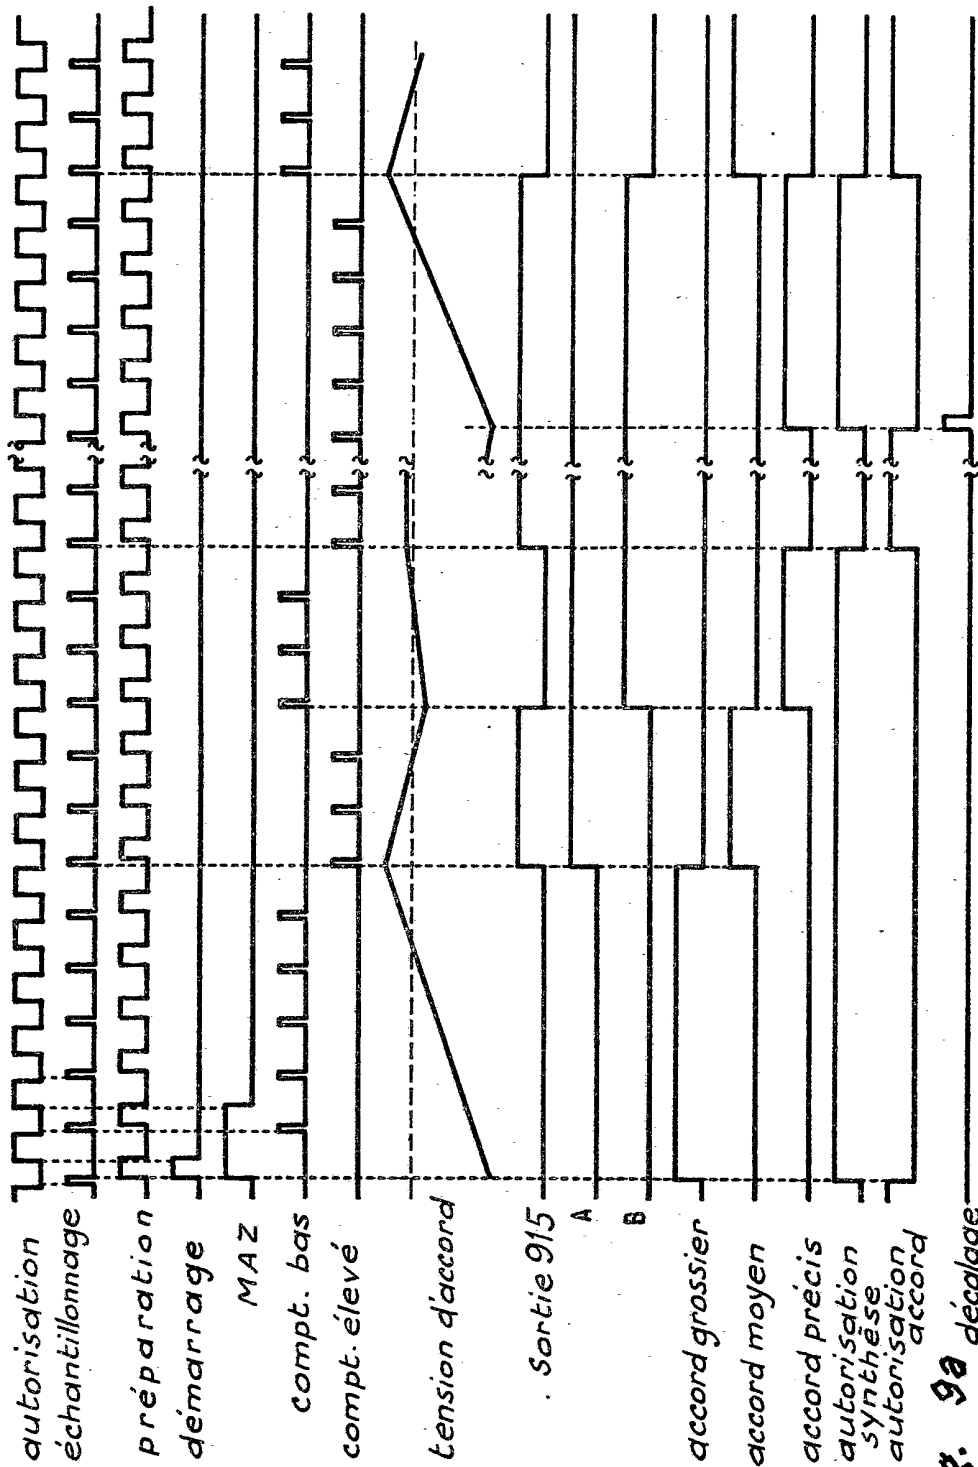 autorisation
échantillonnage
préparation
démarrage
MAZ
compt. bas
compt. élevé
tension d'accord
Sortie 915
A
B
accord grossier
accord moyen
accord précis
autorisation
synthèse
autorisation
accord
décalage
9a